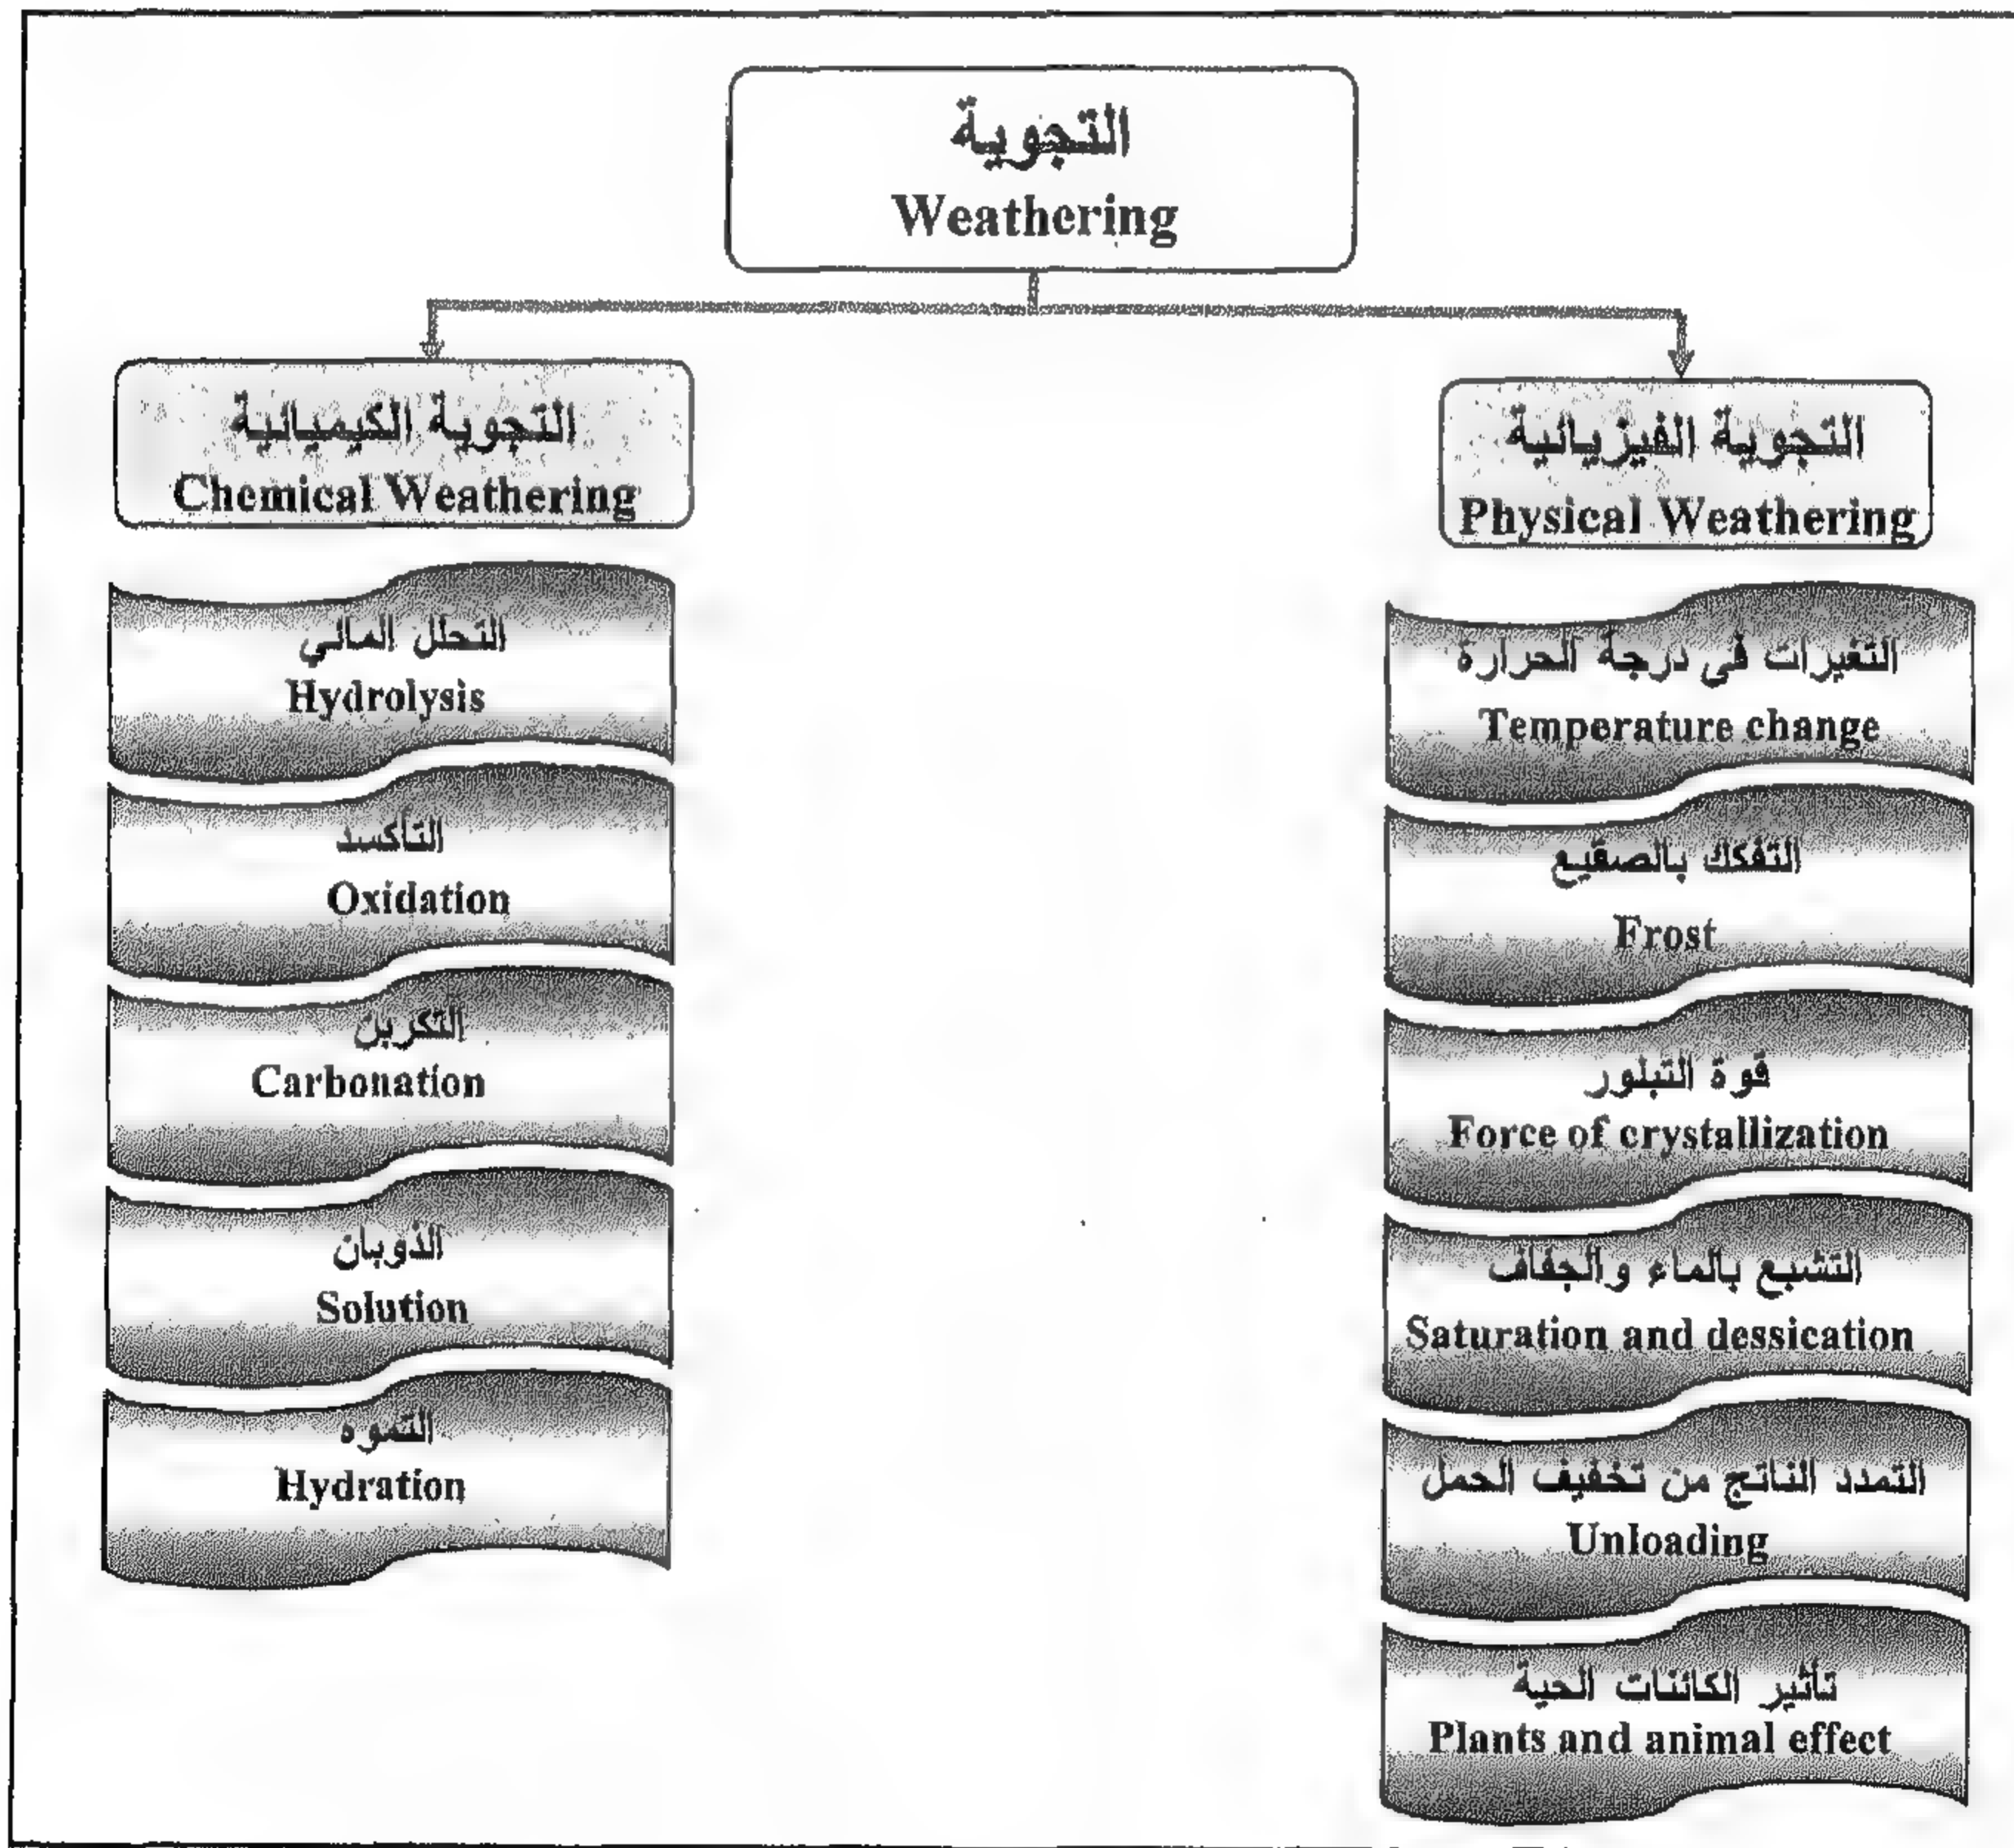 التجوية
Weathering
التجوية الفيزيائية
Physical Weathering
التغيرات فى درجة الحرارة
Temperature change
التفكك بالصقيع
Frost
قوة التبلور
Force of crystallization
التشبع بالماء والجفاف
Saturation and dessication
التمدد الناتج من تخفيف الحمل
Unloading
تأثير الكائنات الحية
Plants and animal effect
التجوية الكيميائية
Chemical Weathering
التحلل المائي
Hydrolysis
التأكسد
Oxidation
التكربن
Carbonation
الذوبان
Solution
التموه
Hydration